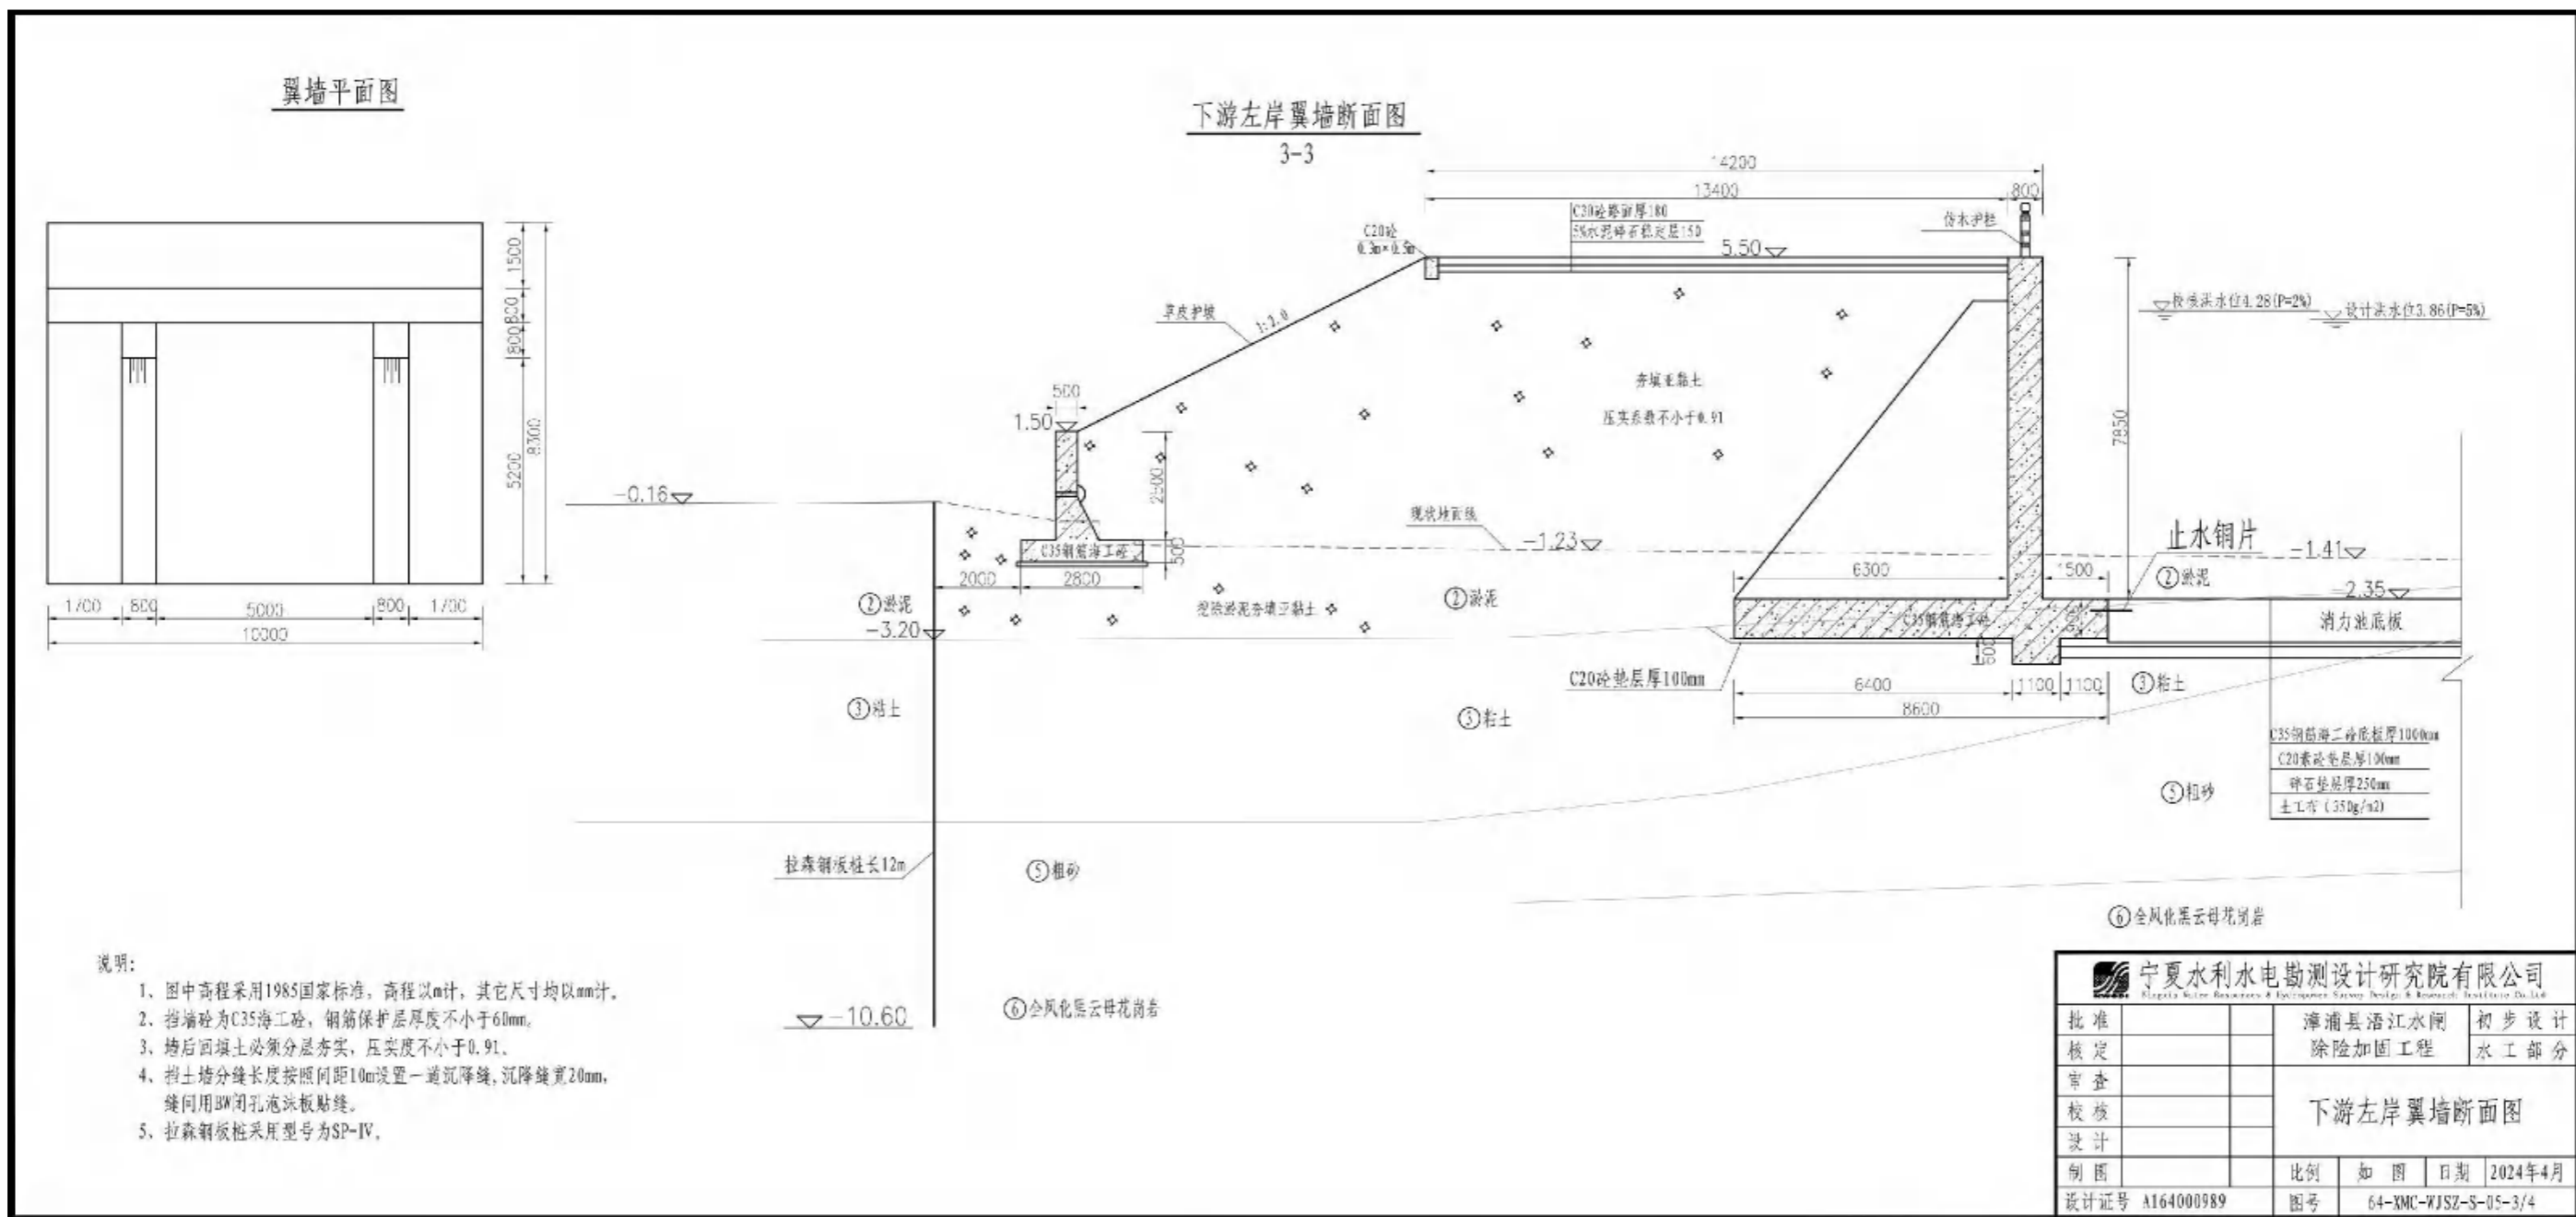 翼墙平面图
1500
800
800
5200
8300
1700
800
5000
800
1700
10000
下游左岸翼墙断面图
3-3
14200
13400
800
C30砼路面厚180
5%水泥碎石稳定层150
仿木护栏
C20砼
0.3m×0.5m
5.50
校核洪水位4.28(P=2%)
设计洪水位3.86(P=5%)
草皮护坡
1:2.0
夯填亚黏土
压实系数不小于0.91
7850
500
1.50
2500
-0.16
现状地面线
-1.23
止水铜片
-1.41
C35钢筋海工砼
500
2000
2800
6300
1500
②淤泥
②淤泥
挖除淤泥夯填亚黏土
②淤泥
-2.35
-3.20
C35钢筋海工砼
消力池底板
600
C20砼垫层厚100mm
6400
1100
1100
8600
③粘土
③粘土
③粘土
C35钢筋海工砼底板厚1000mm
C20素砼垫层厚100mm
碎石垫层厚250mm
土工布(350g/m2)
⑤粗砂
拉森钢板桩长12m
⑤粗砂
⑥全风化黑云母花岗岩
⑥全风化黑云母花岗岩
-10.60
说明:
1、图中高程采用1985国家标准，高程以m计，其它尺寸均以mm计。
2、挡墙砼为C35海工砼，钢筋保护层厚度不小于60mm。
3、墙后回填土必须分层夯实，压实度不小于0.91。
4、挡土墙分缝长度按照间距10m设置一道沉降缝,沉降缝宽20mm,
缝间用BW闭孔泡沫板贴缝。
5、拉森钢板桩采用型号为SP-IV。
宁夏水利水电勘测设计研究院有限公司
批准
漳浦县浯江水闸
初步设计
核定
除险加固工程
水工部分
审查
校核
下游左岸翼墙断面图
设计
制图
比例
如图
日期
2024年4月
设计证号 A164000989
图号
64-XMC-WJSZ-S-05-3/4